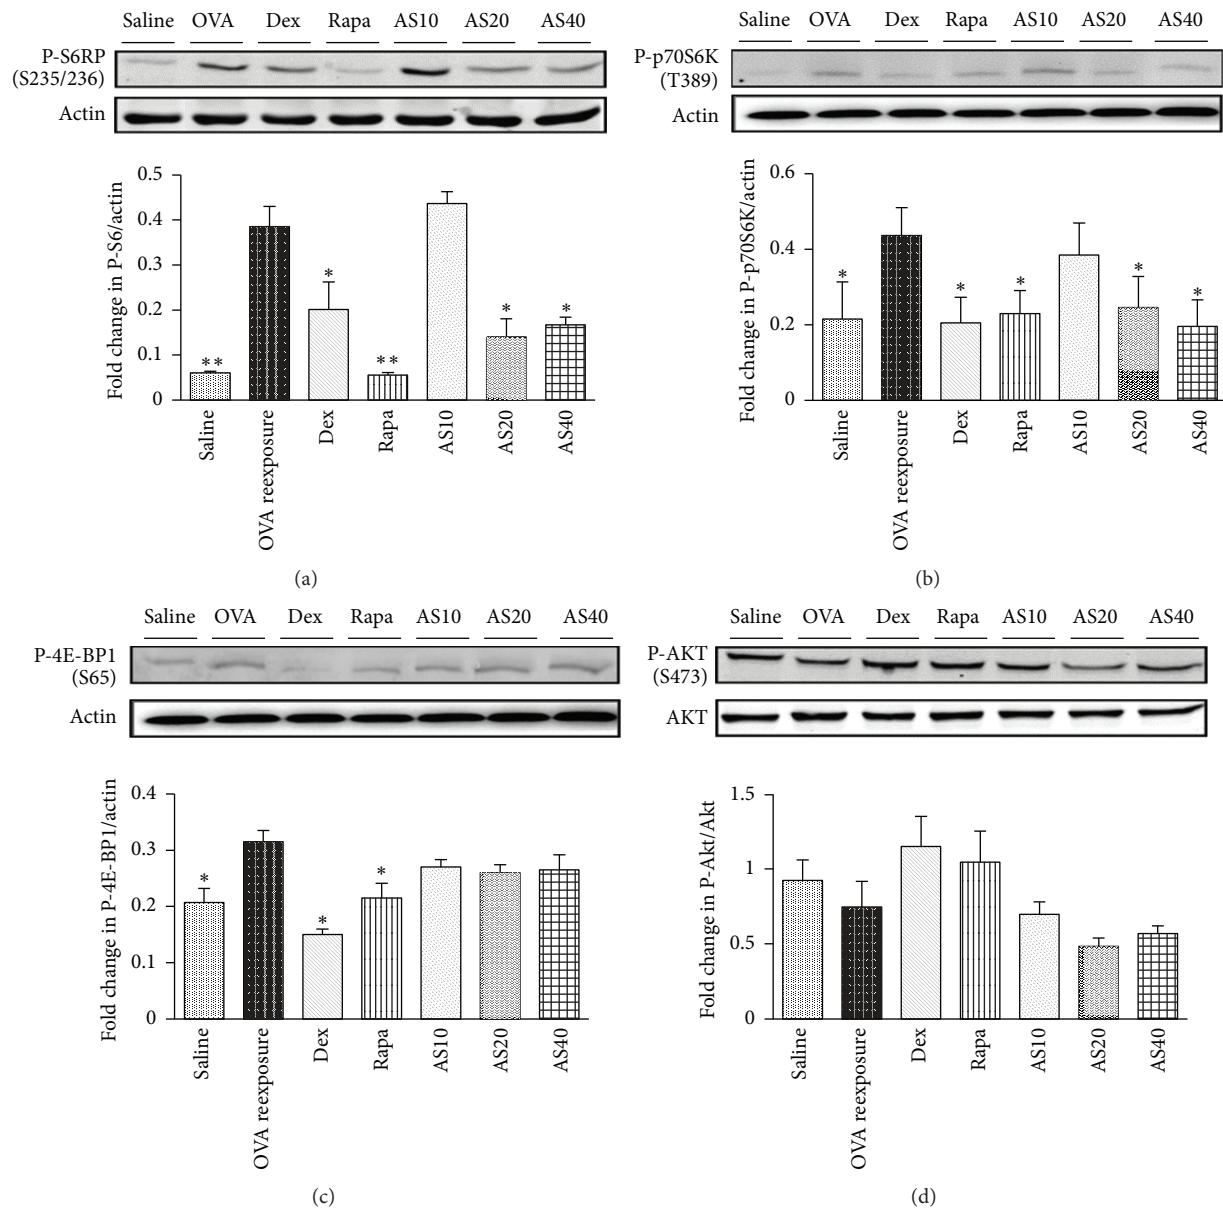 Saline OVA Dex Rapa AS10 AS20 AS40
P-S6RP
(S235/236)
Actin
Fold change in P-S6/actin
0.5
0.4
0.3
0.2
0.1
0
**
*
**
*
*
Saline
OVA reexposure
Dex
Rapa
AS10
AS20
AS40
(a)
Saline OVA Dex Rapa AS10 AS20 AS40
P-p70S6K
(T389)
Actin
Fold change in P-p70S6K/actin
0.6
0.4
0.2
0
*
*
*
*
*
Saline
OVA reexposure
Dex
Rapa
AS10
AS20
AS40
(b)
Saline OVA Dex Rapa AS10 AS20 AS40
P-4E-BP1
(S65)
Actin
Fold change in P-4E-BP1/actin
0.4
0.3
0.2
0.1
0
*
*
*
Saline
OVA reexposure
Dex
Rapa
AS10
AS20
AS40
(c)
Saline OVA Dex Rapa AS10 AS20 AS40
P-AKT
(S473)
AKT
Fold change in P-Akt/Akt
1.5
1
0.5
0
Saline
OVA reexposure
Dex
Rapa
AS10
AS20
AS40
(d)